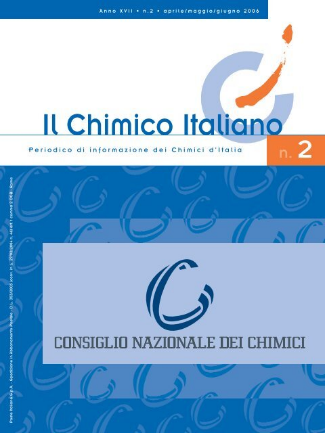 Anno XVII • n.2 • aprile/maggio/giugno 2006
Il Chimico Italiano
Periodico di informazione dei Chimici d'Italia
n. 2
CONSIGLIO NAZIONALE DEI CHIMICI